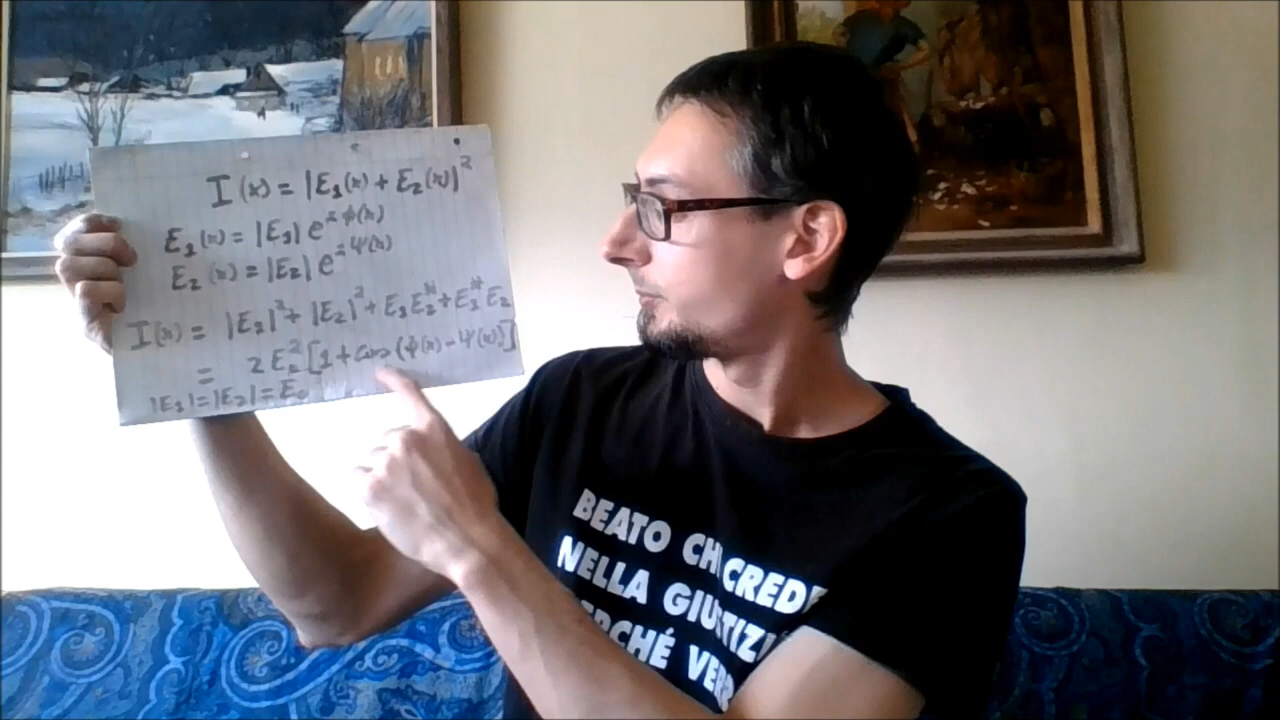 I(x) = |E1(x) + E2(x)|²
E1(x) = |E1| e^iφ(x)
E2(x) = |E2| e^iψ(x)
I(x) = |E1|² + |E2|² + E1E2* + E1*E2
= 2E0²[1 + cos(φ(x) - ψ(x))]
|E1| = |E2| = E0
BEATO CHI CREDE
NELLA GIUSTIZI
PERCHÉ VERR